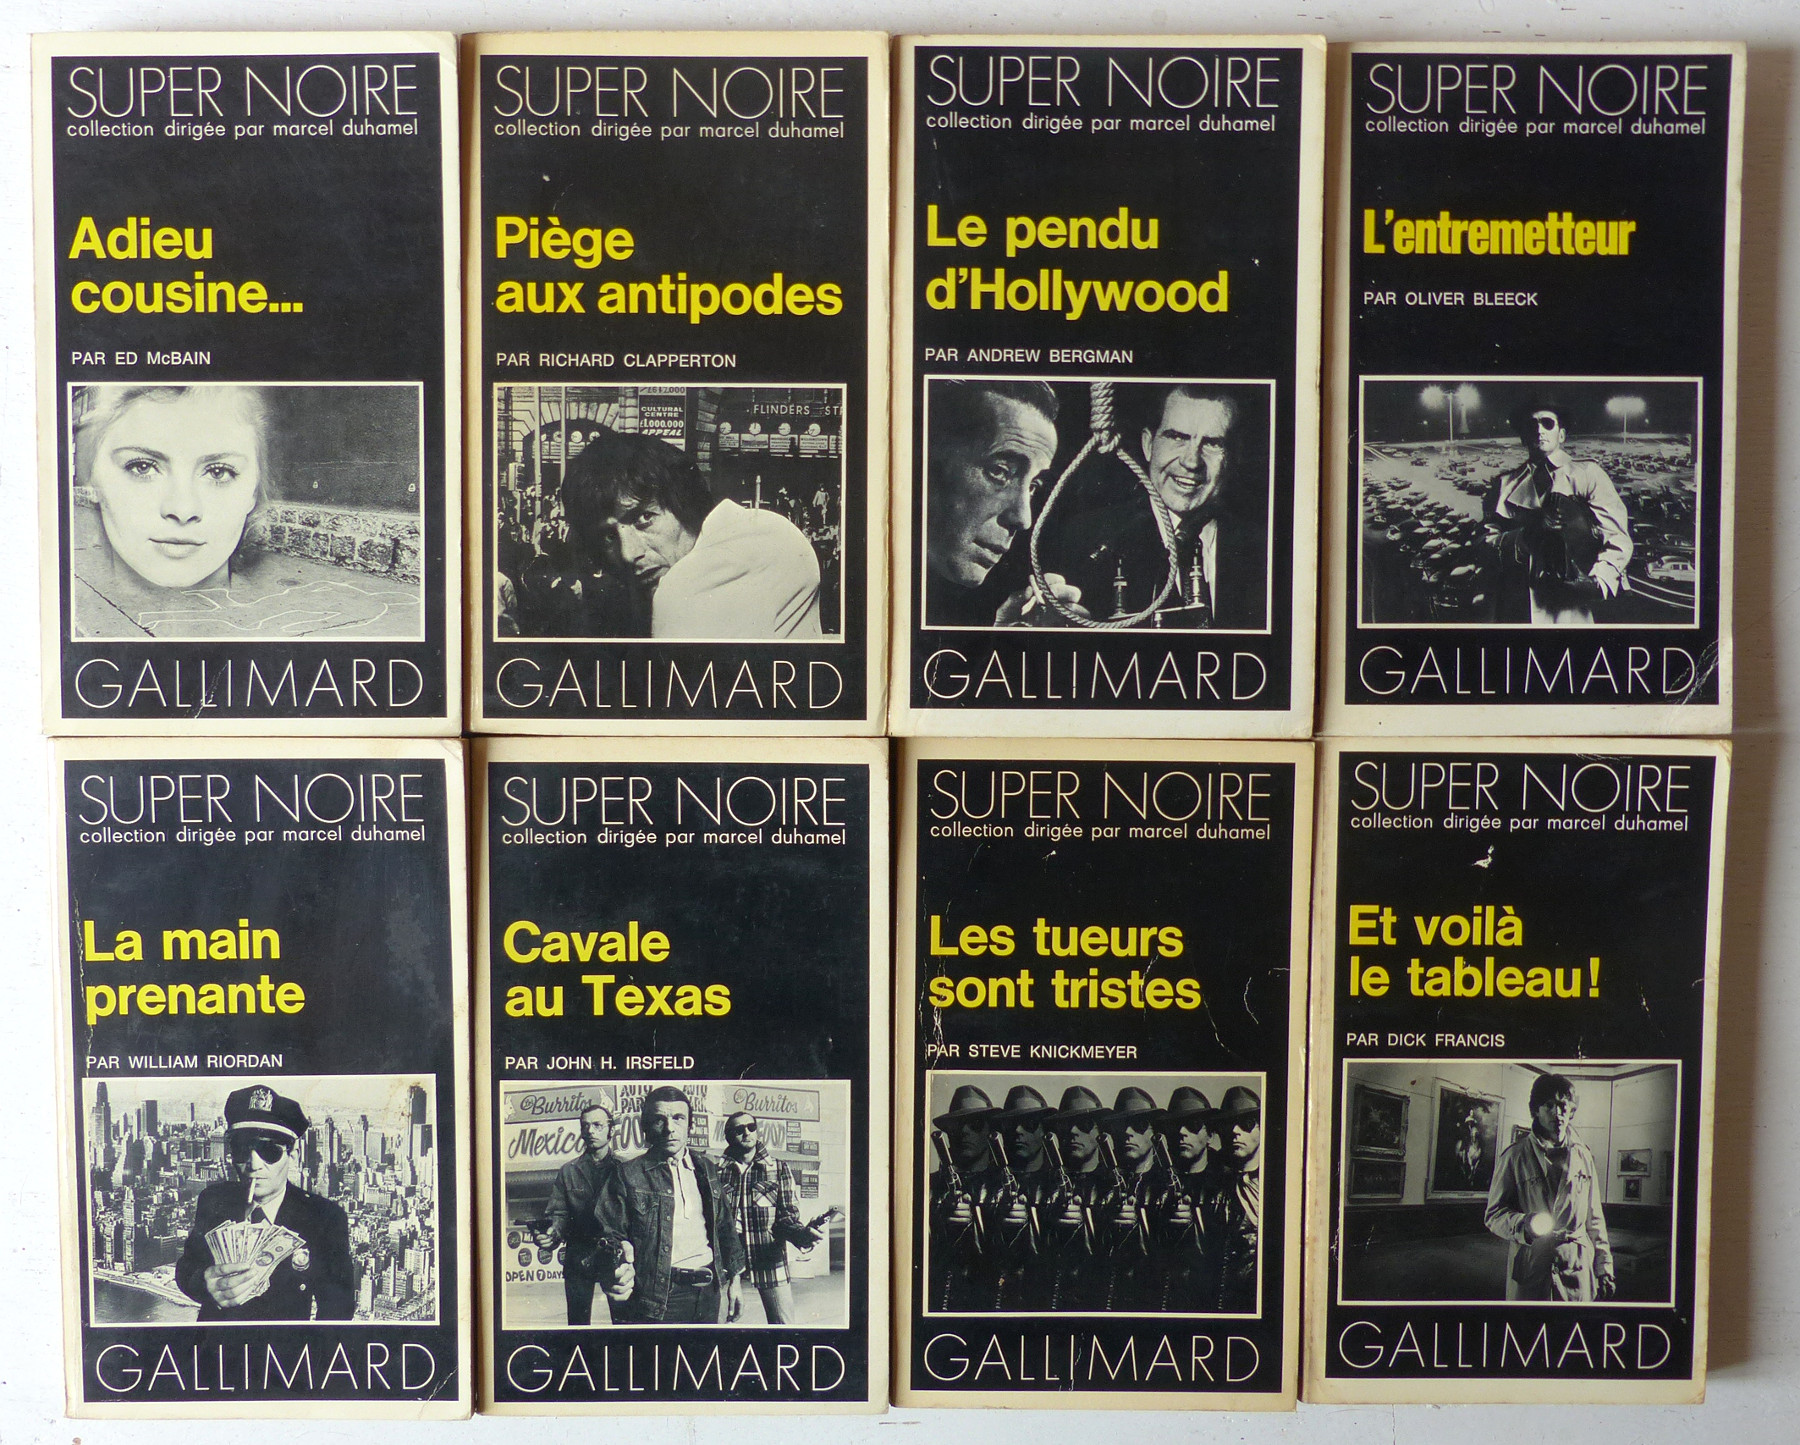 SUPER NOIRE
collection dirigée par marcel duhamel
Adieu
cousine...
PAR ED McBAIN
GALLIMARD
SUPER NOIRE
collection dirigée par marcel duhamel
Piège
aux antipodes
PAR RICHARD CLAPPERTON
CULTURAL
CENTRE
£1,000,000
APPEAL
FLINDERS ST
GALLIMARD
SUPER NOIRE
collection dirigée par marcel duhamel
Le pendu
d'Hollywood
PAR ANDREW BERGMAN
GALLIMARD
SUPER NOIRE
collection dirigée par marcel duhamel
L'entremetteur
PAR OLIVER BLEECK
GALLIMARD
SUPER NOIRE
collection dirigée par marcel duhamel
La main
prenante
PAR WILLIAM RIORDAN
GALLIMARD
SUPER NOIRE
collection dirigée par marcel duhamel
Cavale
au Texas
PAR JOHN H. IRSFELD
Burritos
AUTO
PAR
Burritos
Mexic
FOO
OPEN 7 DAYS
GALLIMARD
SUPER NOIRE
collection dirigée par marcel duhamel
Les tueurs
sont tristes
PAR STEVE KNICKMEYER
GALLIMARD
SUPER NOIRE
collection dirigée par marcel duhamel
Et voilà
le tableau!
PAR DICK FRANCIS
GALLIMARD